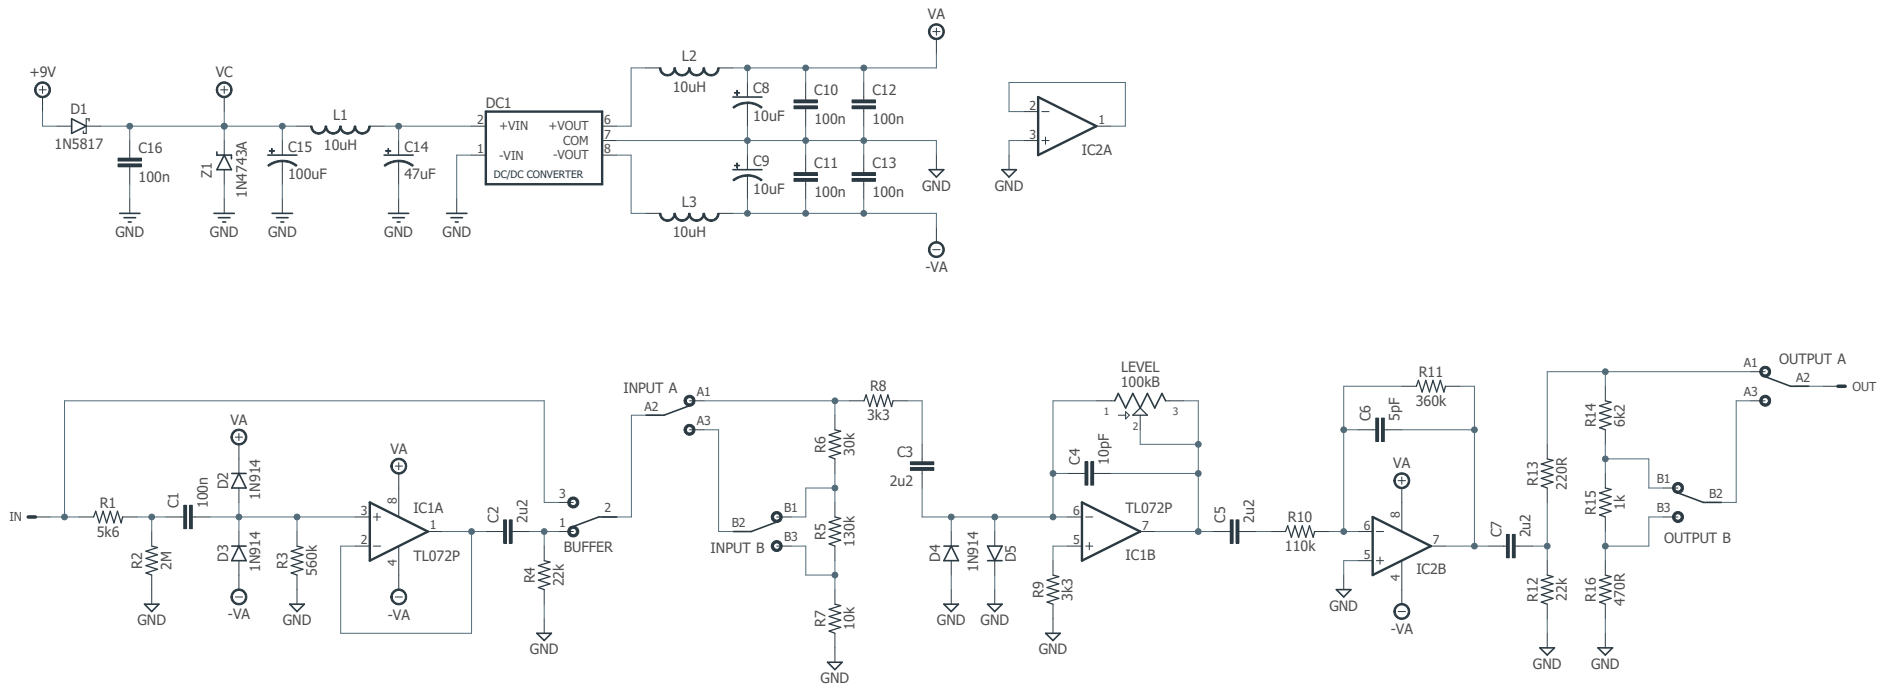 +9V
D1
1N5817
C16
100n
VC
Z1
1N4743A
C15
100uF
L1
10uH
C14
47uF
DC1
2
+VIN
+VOUT
6
COM
7
1
-VIN
-VOUT
8
DC/DC CONVERTER
L2
10uH
L3
10uH
C8
10uF
C10
100n
C12
100n
C9
10uF
C11
100n
C13
100n
VA
GND
-VA
GND
GND
GND
GND
GND
2
3
1
IC2A
GND
IN
R1
5k6
R2
2M
GND
C1
100n
VA
D2
1N914
D3
1N914
-VA
R3
560k
GND
VA
8
3
2
1
4
IC1A
TL072P
-VA
C2
2u2
R4
22k
GND
3
1
2
BUFFER
INPUT A
A1
A2
A3
B1
B2
B3
INPUT B
R6
30k
R5
130k
R7
10k
GND
R8
3k3
C3
2u2
D4
1N914
D5
GND
GND
LEVEL
100kB
1
3
2
C4
10pF
TL072P
6
5
7
IC1B
R9
3k3
GND
C5
2u2
R10
110k
R11
360k
C6
5pF
VA
8
6
5
7
4
IC2B
GND
-VA
C7
2u2
R13
220R
R12
22k
GND
R14
6k2
R15
1k
R16
470R
GND
B1
B2
B3
OUTPUT B
A1
OUTPUT A
A2
A3
OUT